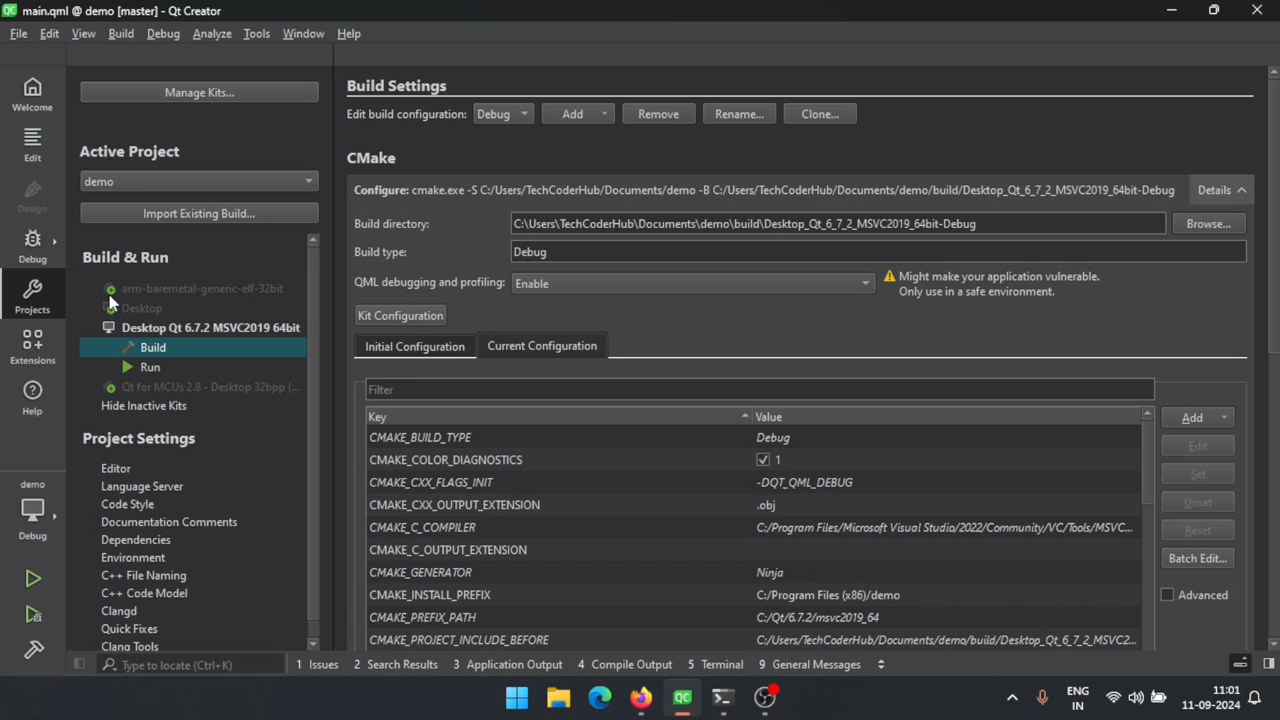 main.qml @ demo [master] - Qt Creator
File Edit View Build Debug Analyze Tools Window Help
Welcome
Edit
Design
Debug
Projects
Extensions
Help
demo
Debug
Manage Kits...
Active Project
demo
Import Existing Build...
Build & Run
arm-baremetal-generic-elf-32bit
Desktop
Desktop Qt 6.7.2 MSVC2019 64bit
Build
Run
Qt for MCUs 2.8 - Desktop 32bpp (...
Hide Inactive Kits
Project Settings
Editor
Language Server
Code Style
Documentation Comments
Dependencies
Environment
C++ File Naming
C++ Code Model
Clangd
Quick Fixes
Clang Tools
Build Settings
Edit build configuration: Debug Add Remove Rename... Clone...
CMake
Configure: cmake.exe -S C:/Users/TechCoderHub/Documents/demo -B C:/Users/TechCoderHub/Documents/demo/build/Desktop_Qt_6_7_2_MSVC2019_64bit-Debug Details
Build directory: C:\Users\TechCoderHub\Documents\demo\build\Desktop_Qt_6_7_2_MSVC2019_64bit-Debug Browse...
Build type: Debug
QML debugging and profiling: Enable Might make your application vulnerable.
Only use in a safe environment.
Kit Configuration
Initial Configuration Current Configuration
Filter
Key Value
CMAKE_BUILD_TYPE Debug
CMAKE_COLOR_DIAGNOSTICS 1
CMAKE_CXX_FLAGS_INIT -DQT_QML_DEBUG
CMAKE_CXX_OUTPUT_EXTENSION .obj
CMAKE_C_COMPILER C:/Program Files/Microsoft Visual Studio/2022/Community/VC/Tools/MSVC...
CMAKE_C_OUTPUT_EXTENSION
CMAKE_GENERATOR Ninja
CMAKE_INSTALL_PREFIX C:/Program Files (x86)/demo
CMAKE_PREFIX_PATH C:/Qt/6.7.2/msvc2019_64
CMAKE_PROJECT_INCLUDE_BEFORE C:/Users/TechCoderHub/Documents/demo/build/Desktop_Qt_6_7_2_MSVC2...
Add
Edit
Set
Unset
Reset
Batch Edit...
Advanced
Type to locate (Ctrl+K) 1 Issues 2 Search Results 3 Application Output 4 Compile Output 5 Terminal 9 General Messages
ENG
IN
11:01
11-09-2024